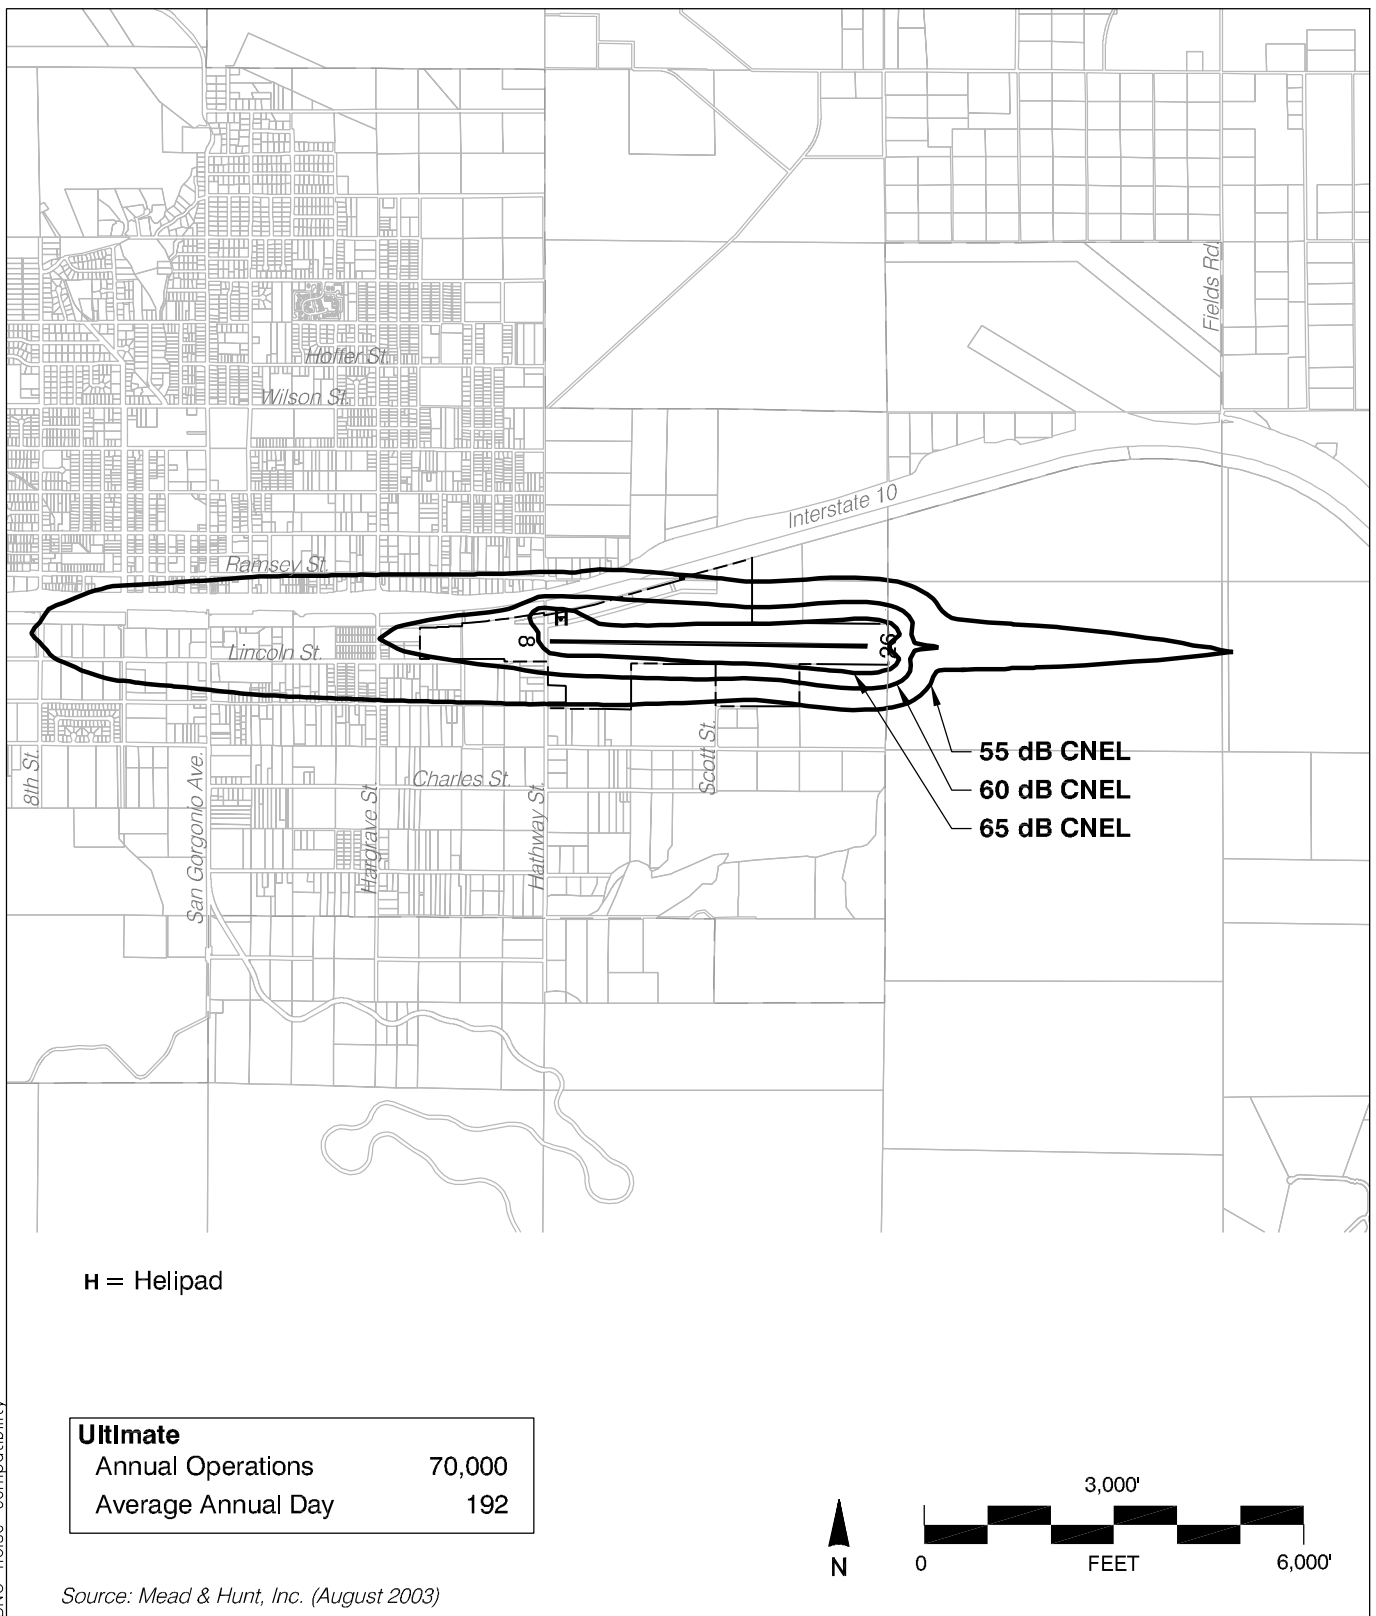 Fields Rd.
Hoffer St.
Wilson St.
Interstate 10
Ramsey St.
H
8
26
Lincoln St.
55 dB CNEL
60 dB CNEL
65 dB CNEL
8th St.
San Gorgonio Ave.
Hargrave St.
Charles St.
Hathway St.
Scott St.
H = Helipad
Ultimate
Annual Operations 70,000
Average Annual Day 192
3,000'
0 FEET 6,000'
N
Source: Mead & Hunt, Inc. (August 2003)